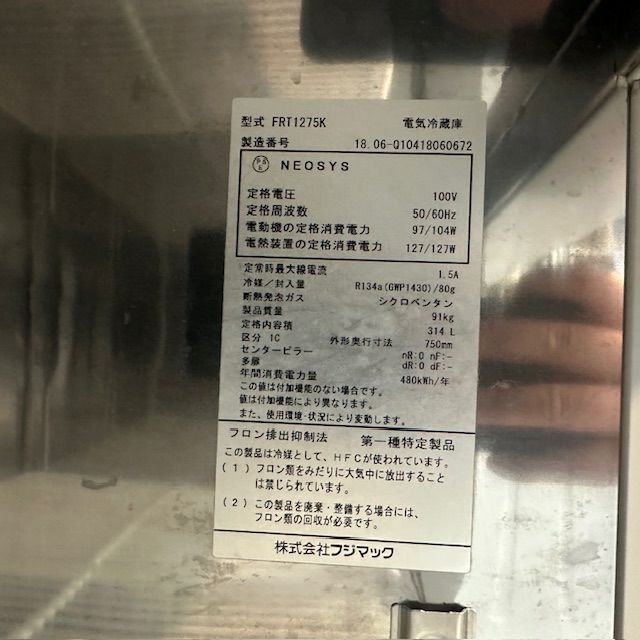 型式 FRT1275K 電気冷蔵庫
製造番号 18.06-Q10418060672
PS E NEOSYS
定格電圧 100V
定格周波数 50/60Hz
電動機の定格消費電力 97/104W
電熱装置の定格消費電力 127/127W
定常時最大線電流 1.5A
冷媒/封入量 R134a(GWP1430)/80g
断熱発泡ガス シクロペンタン
製品質量 91kg
定格内容積 314 L
区分 1C 外形奥行寸法 750mm
センターピラー nR:0 nF:-
多扉 dR:0 dF:-
年間消費電力量 480kWh/年
この値は付加機能のない場合です。
値は付加機能により異なります。
また、使用環境・状況により変動します。
フロン排出抑制法 第一種特定製品
この製品は冷媒として、HFCが使われています。
(1) フロン類をみだりに大気中に放出すること
は禁じられています。
(2) この製品を廃棄・整備する場合には、
フロン類の回収が必要です。
株式会社フジマック